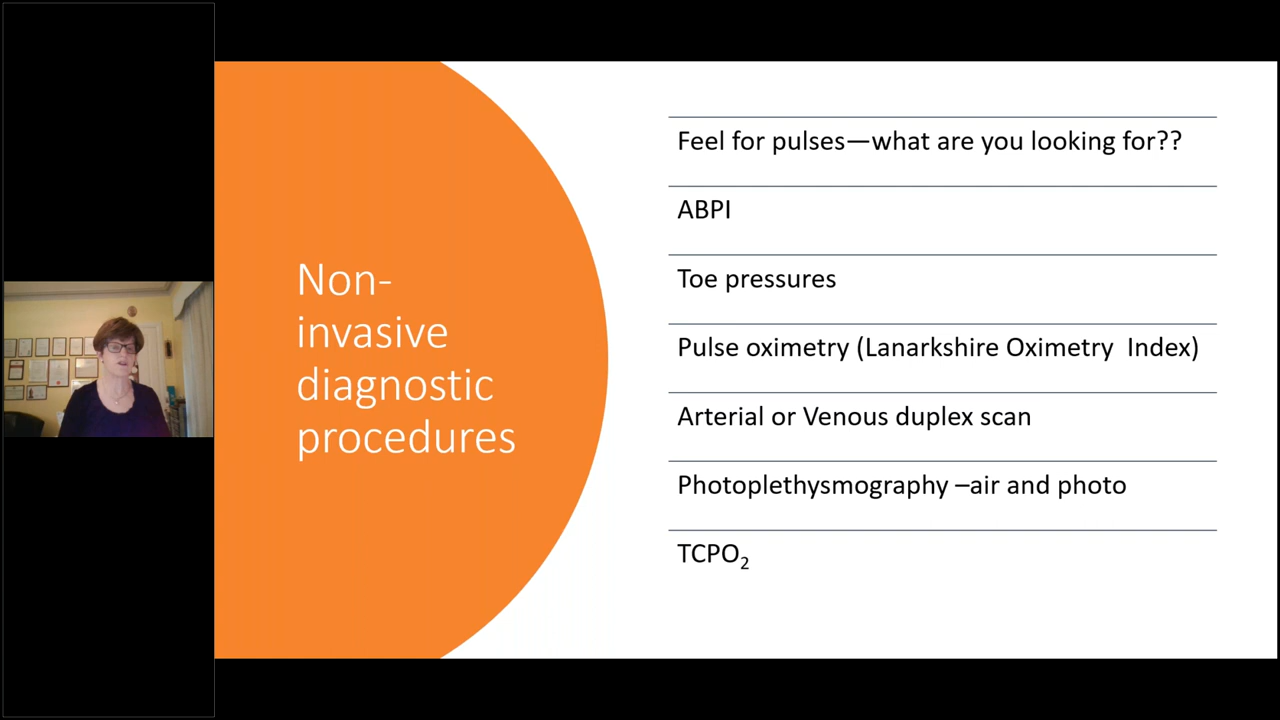 Non-
invasive
diagnostic
procedures
Feel for pulses—what are you looking for??
ABPI
Toe pressures
Pulse oximetry (Lanarkshire Oximetry  Index)
Arterial or Venous duplex scan
Photoplethysmography –air and photo
TCPO₂